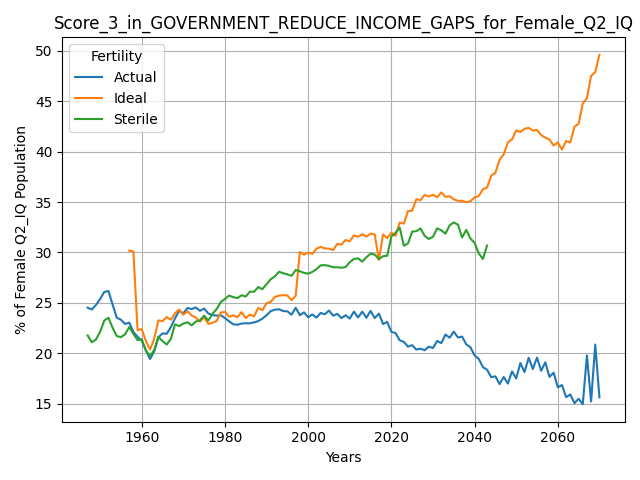 Score_3_in_GOVERNMENT_REDUCE_INCOME_GAPS_for_Female_Q2_IQ
Fertility
Actual
Ideal
Sterile
% of Female Q2_IQ Population
50
45
40
35
30
25
20
15
1960 1980 2000 2020 2040 2060
Years